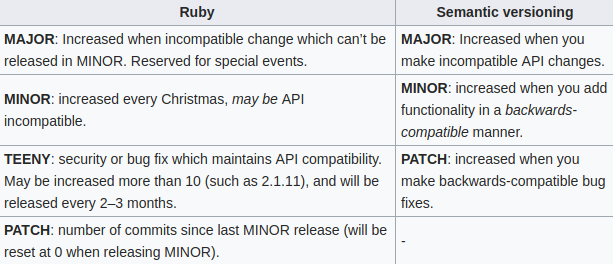 Ruby
Semantic versioning
MAJOR: Increased when incompatible change which can’t be
released in MINOR. Reserved for special events.
MAJOR: Increased when you
make incompatible API changes.
MINOR: increased every Christmas, may be API
incompatible.
MINOR: increased when you add
functionality in a backwards-
compatible manner.
TEENY: security or bug fix which maintains API compatibility.
May be increased more than 10 (such as 2.1.11), and will be
released every 2–3 months.
PATCH: increased when you
make backwards-compatible bug
fixes.
PATCH: number of commits since last MINOR release (will be
reset at 0 when releasing MINOR).
-